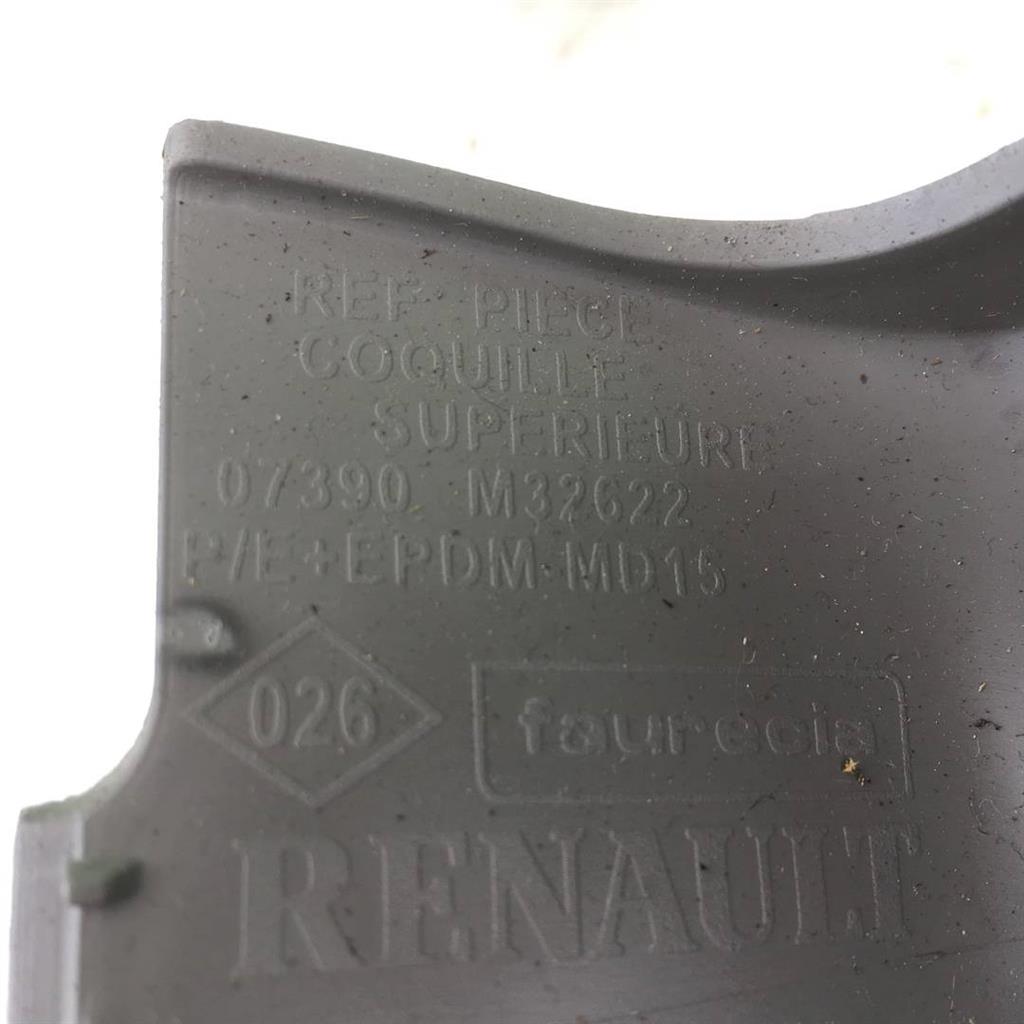 REF PIECE
COQUILLE
SUPERIEURE
07390 M32622
P/E+EPDM-MD15
026
faurecia
RENAULT